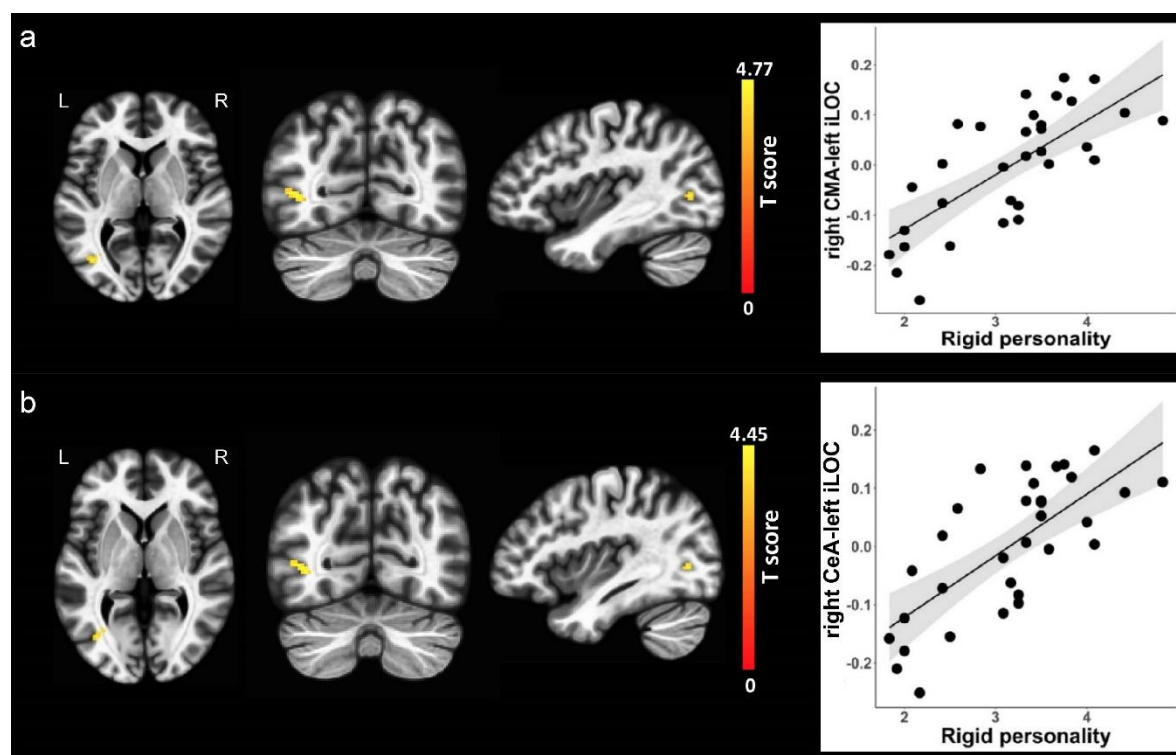 a
L
R
4.77
T score
0
right CMA-left iLOC
0.2
0.1
0.0
-0.1
-0.2
2
3
4
Rigid personality
b
L
R
4.45
T score
0
right CeA-left iLOC
0.2
0.1
0.0
-0.1
-0.2
2
3
4
Rigid personality